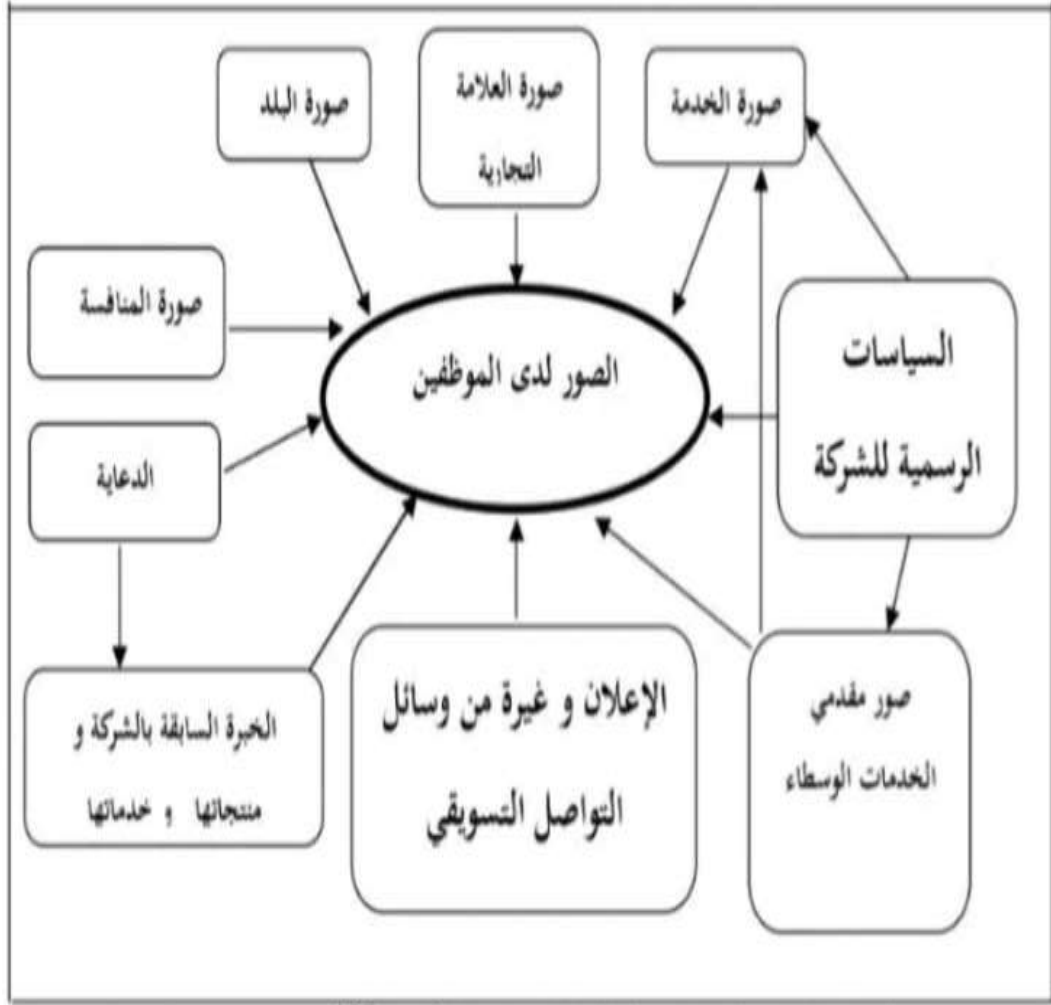 صورة الخدمة
صورة العلامة
التجارية
صورة البلد
صورة المنافسة
الصور لدى الموظفين
السياسات
الرسمية للشركة
الدعاية
الخبرة السابقة بالشركة و
منتجاتها و خدماتها
الإعلان و غيرة من وسائل
التواصل التسويقي
صور مقدمي
الخدمات الوسطاء